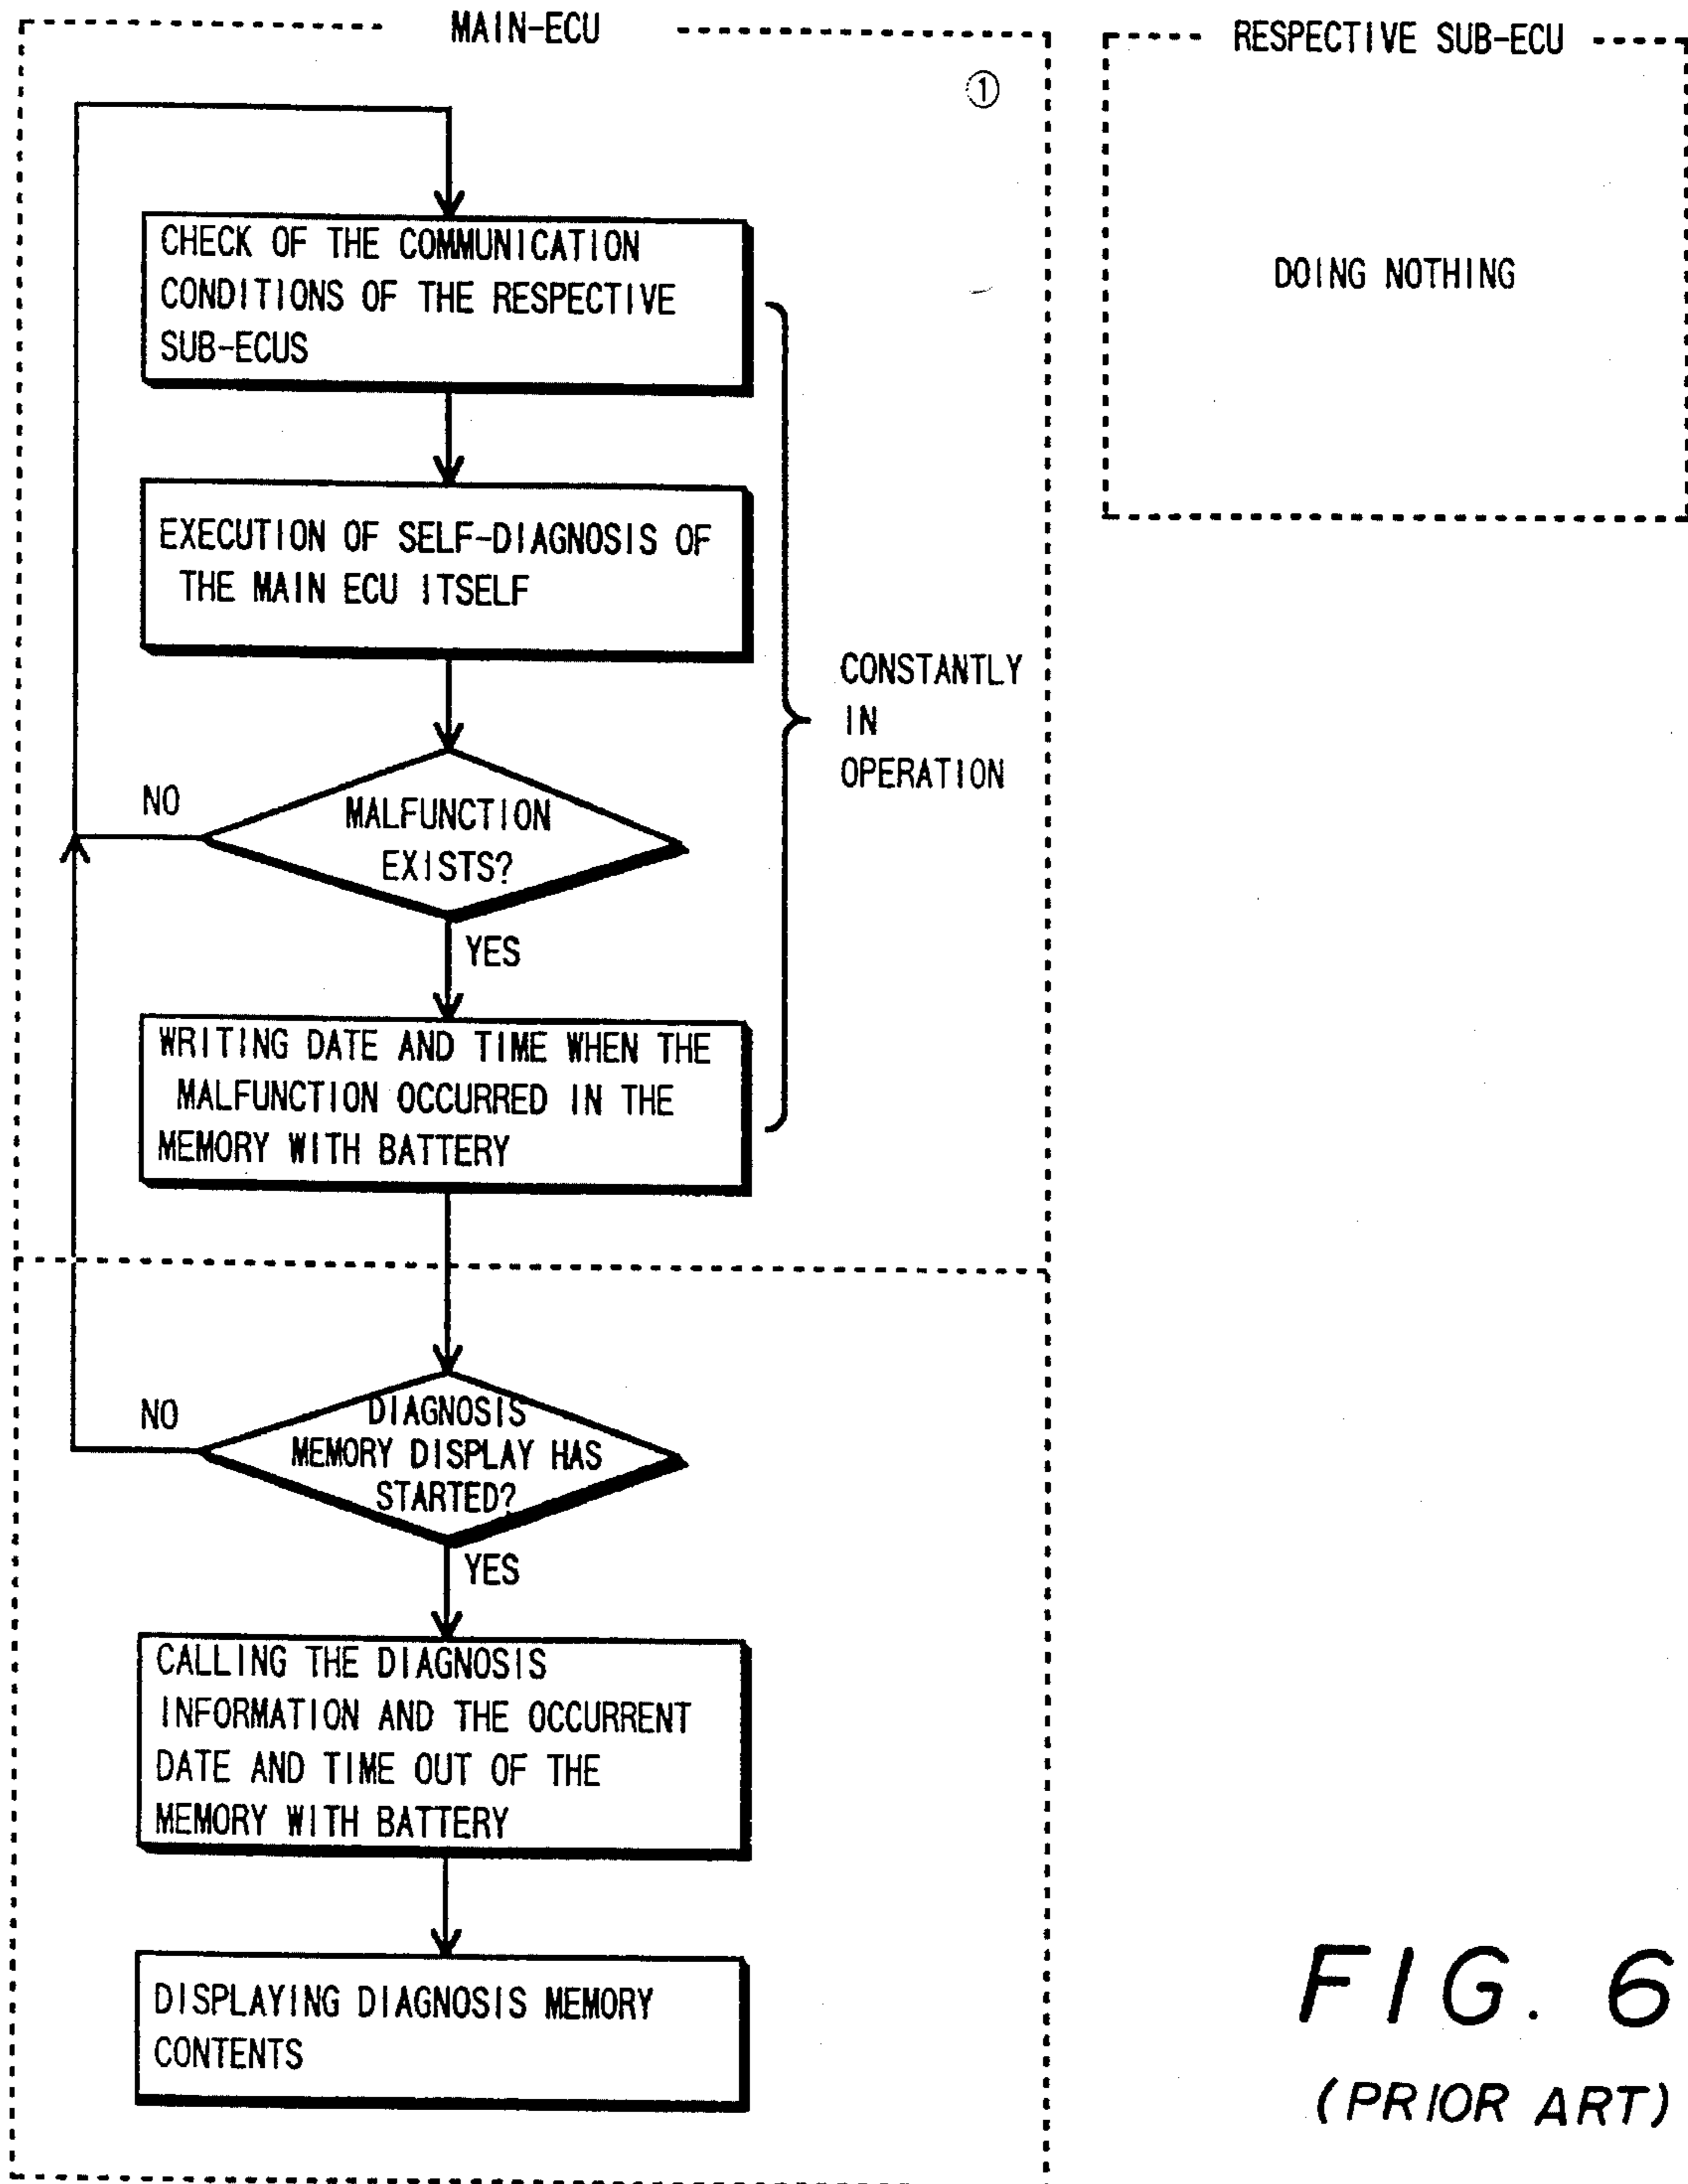 MAIN-ECU
①
CHECK OF THE COMMUNICATION
CONDITIONS OF THE RESPECTIVE
SUB-ECUS
EXECUTION OF SELF-DIAGNOSIS OF
THE MAIN ECU ITSELF
CONSTANTLY
IN
OPERATION
NO
MALFUNCTION
EXISTS?
YES
WRITING DATE AND TIME WHEN THE
MALFUNCTION OCCURRED IN THE
MEMORY WITH BATTERY
NO
DIAGNOSIS
MEMORY DISPLAY HAS
STARTED?
YES
CALLING THE DIAGNOSIS
INFORMATION AND THE OCCURRENT
DATE AND TIME OUT OF THE
MEMORY WITH BATTERY
DISPLAYING DIAGNOSIS MEMORY
CONTENTS
RESPECTIVE SUB-ECU
DOING NOTHING
FIG. 6
(PRIOR ART)